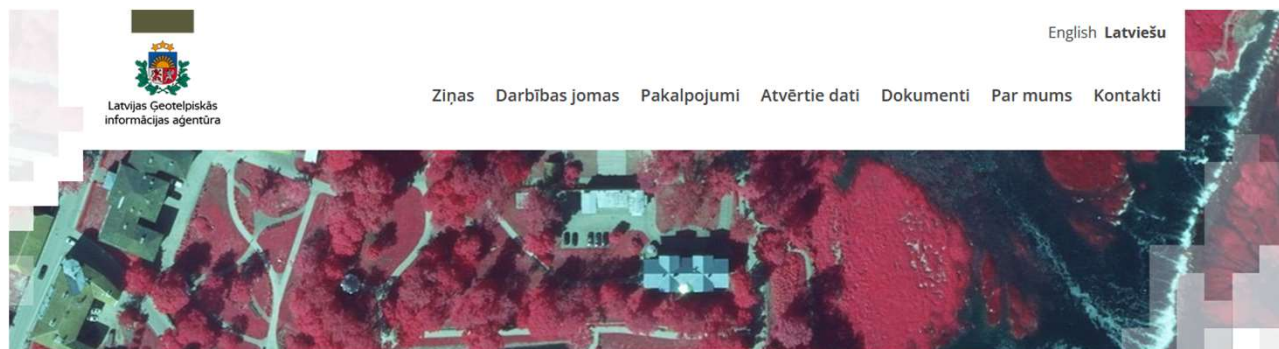 English Latviešu
Latvijas Ģeotelpiskās
informācijas aģentūra
Ziņas Darbības jomas Pakalpojumi Atvērtie dati Dokumenti Par mums Kontakti